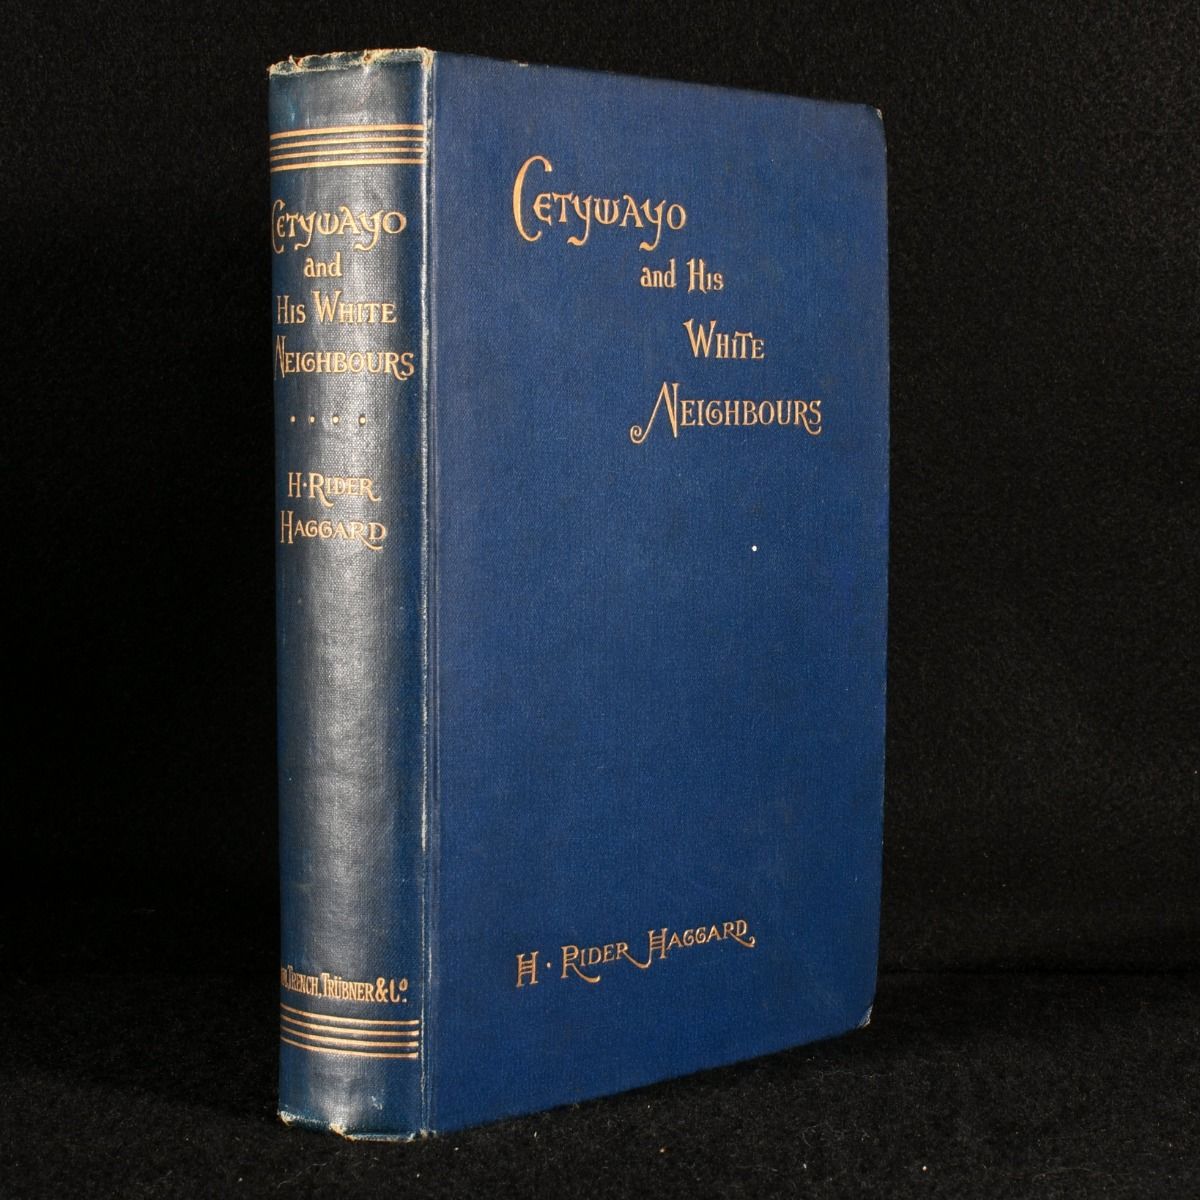 CETYWAYO
and
HIS WHITE
NEIGHBOURS
H. RIDER
HAGGARD
TRENCH, TRÜBNER & Co.
CETYWAYO
and HIS
WHITE
NEIGHBOURS
H. RIDER HAGGARD